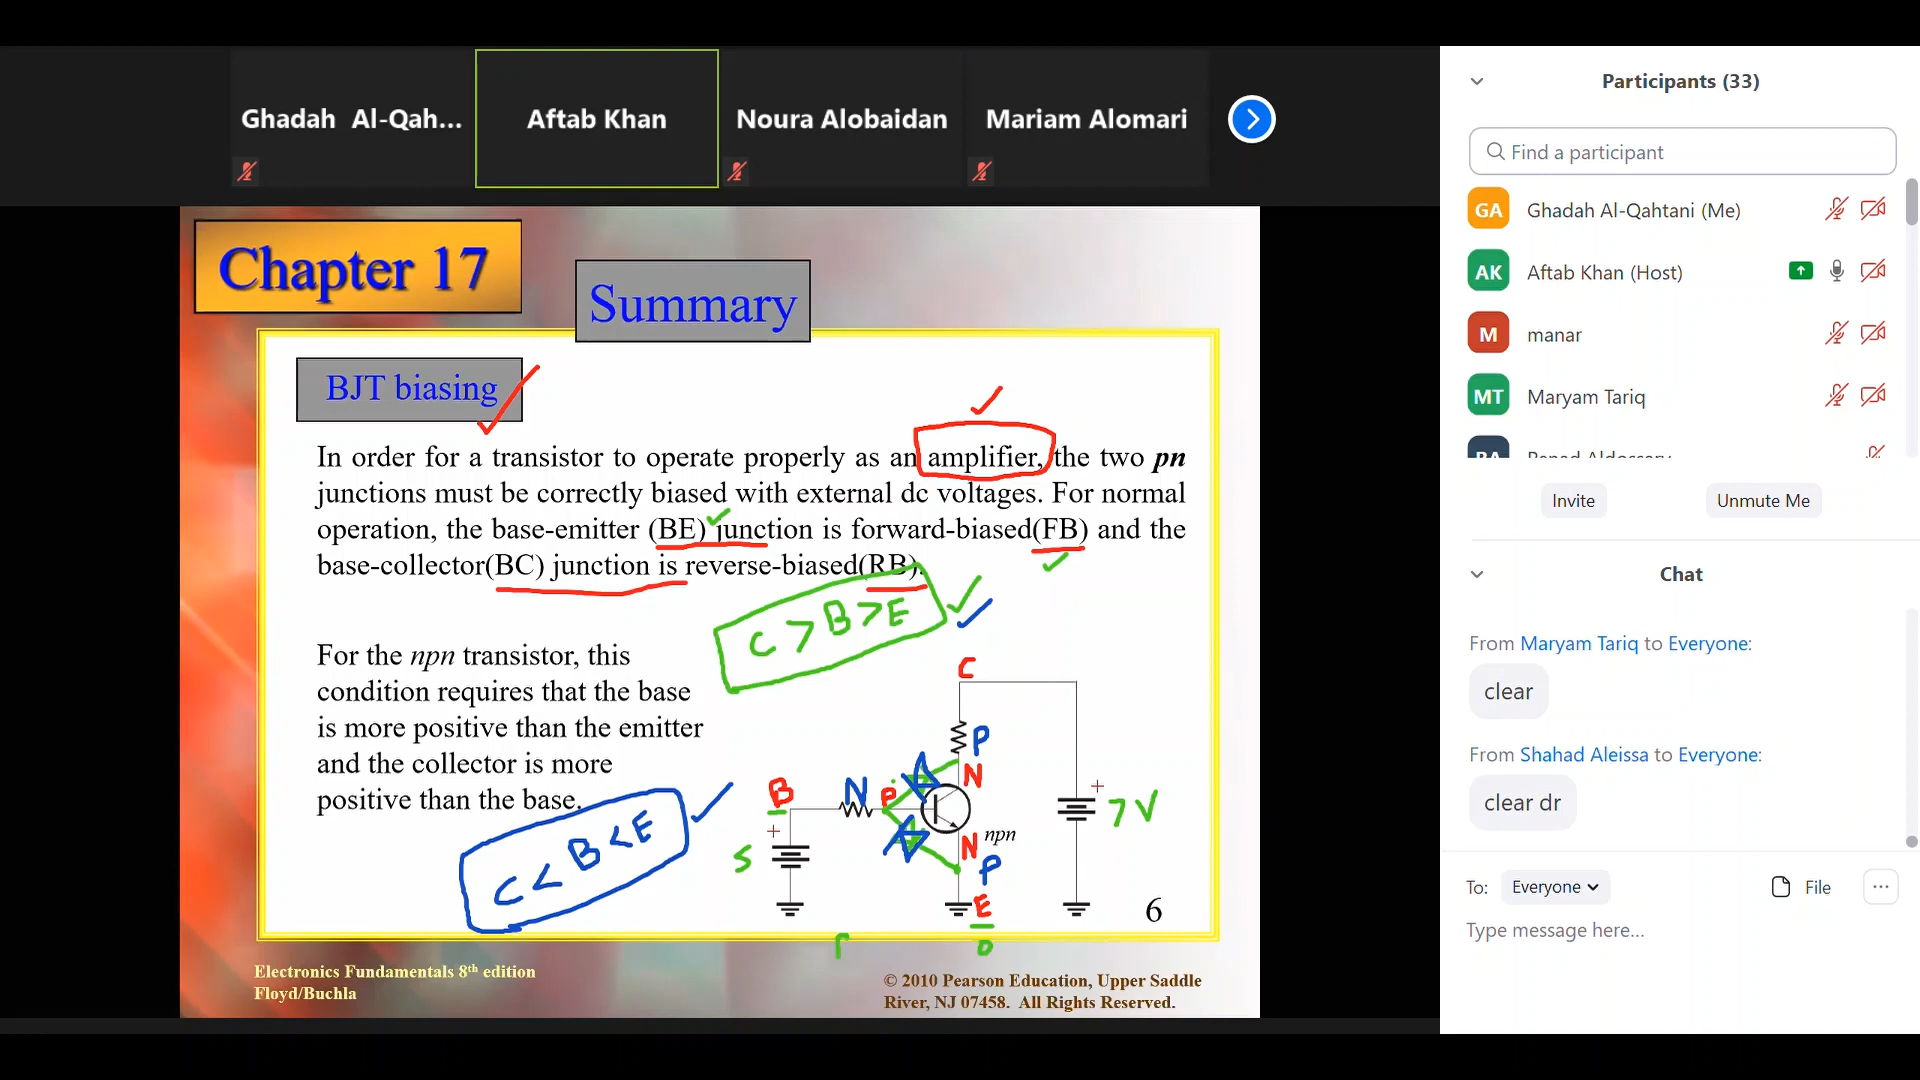 Ghadah Al-Qah...
Aftab Khan
Noura Alobaidan
Mariam Alomari
Chapter 17
Summary
BJT biasing
In order for a transistor to operate properly as an amplifier, the two pn
junctions must be correctly biased with external dc voltages. For normal
operation, the base-emitter (BE) junction is forward-biased(FB) and the
base-collector(BC) junction is reverse-biased(RB).
C > B > E
For the npn transistor, this
condition requires that the base
is more positive than the emitter
and the collector is more
positive than the base.
C < B < E
C
P
N
B
N
P
+
+
5
7V
npn
N
P
E
0
6
Electronics Fundamentals 8th edition
Floyd/Buchla
© 2010 Pearson Education, Upper Saddle
River, NJ 07458. All Rights Reserved.
Participants (33)
Find a participant
GA Ghadah Al-Qahtani (Me)
AK Aftab Khan (Host)
M manar
MT Maryam Tariq
Invite
Unmute Me
Chat
From Maryam Tariq to Everyone:
clear
From Shahad Aleissa to Everyone:
clear dr
To: Everyone
File
...
Type message here...